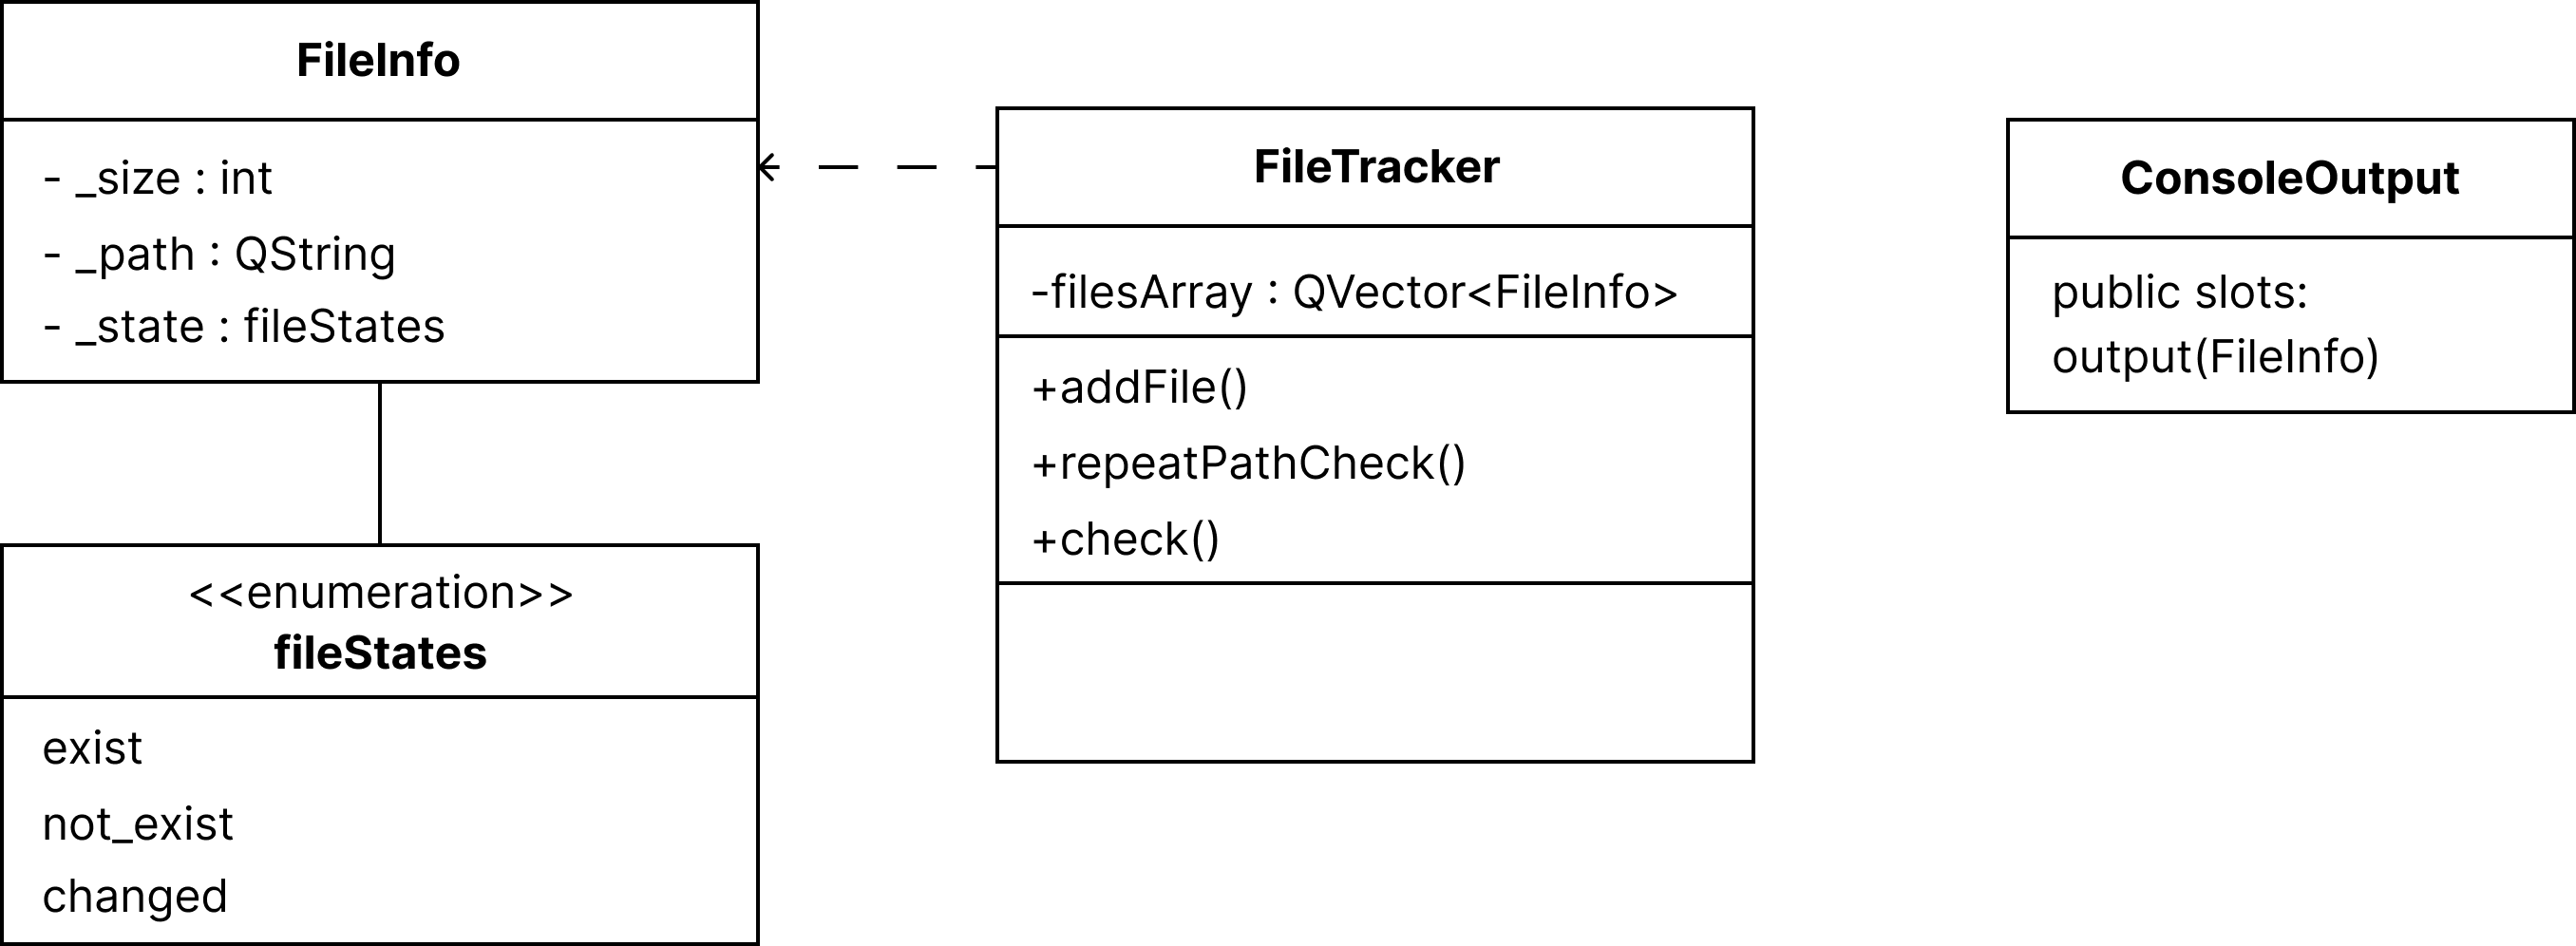 FileInfo
- _size : int
- _path : QString
- _state : fileStates
<<enumeration>>
fileStates
exist
not_exist
changed
FileTracker
-filesArray : QVector<FileInfo>
+addFile()
+repeatPathCheck()
+check()
ConsoleOutput
public slots:
output(FileInfo)